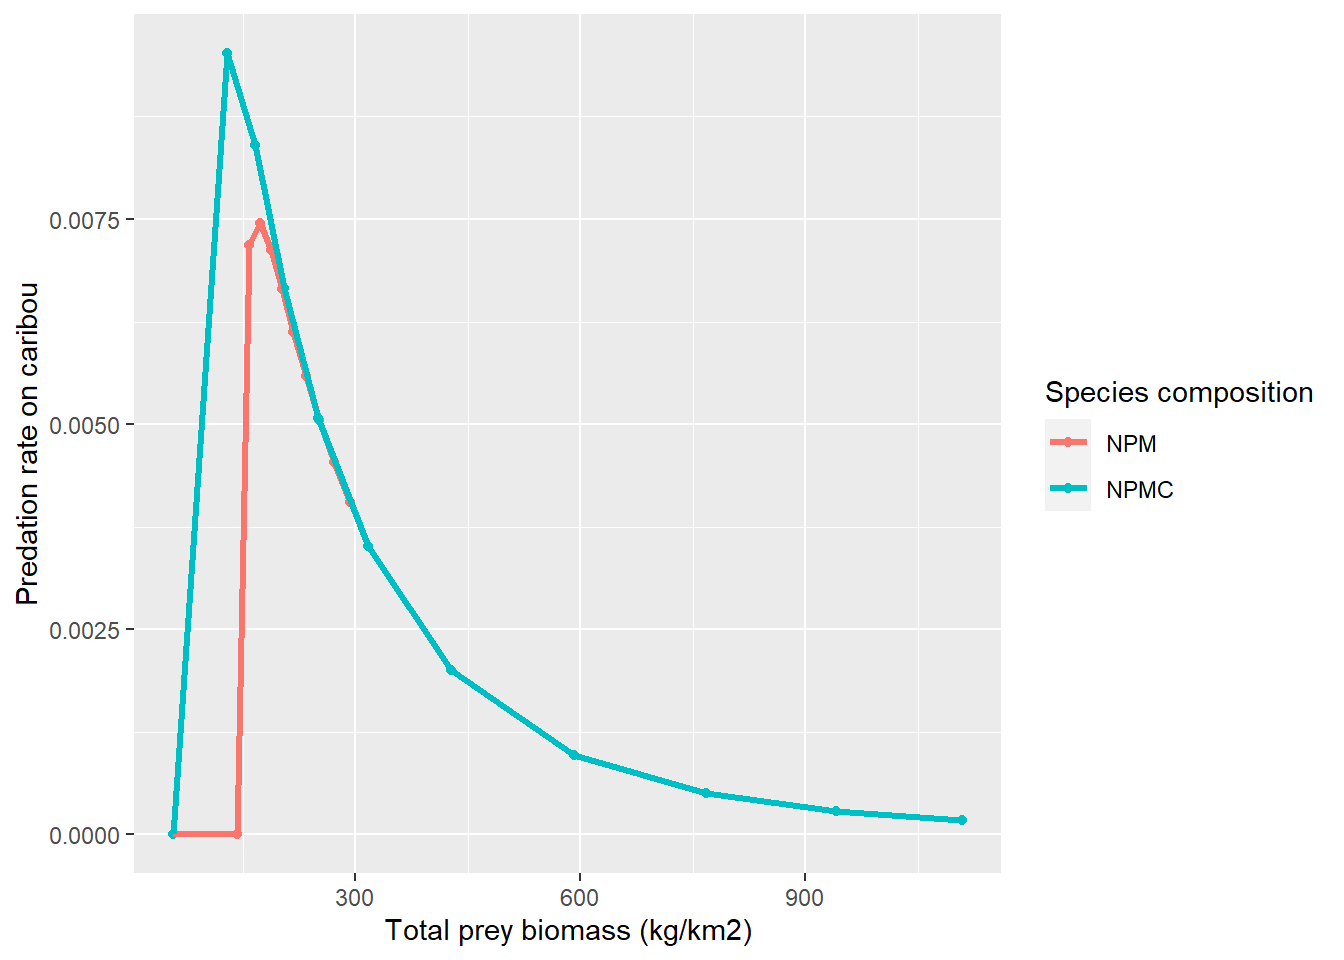 Predation rate on caribou
0.0075
0.0050
0.0025
0.0000
300
600
900
Total prey biomass (kg/km2)
Species composition
NPM
NPMC